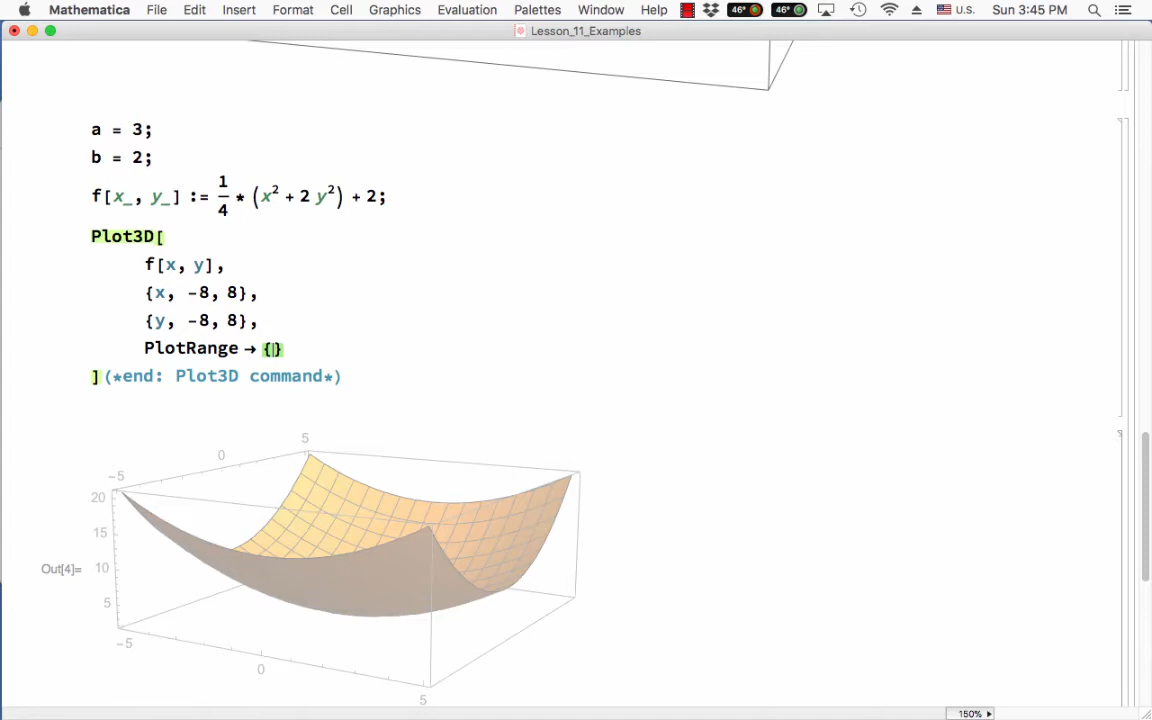 Mathematica File Edit Insert Format Cell Graphics Evaluation Palettes Window Help 46° 46° U.S. Sun 3:45 PM
Lesson_11_Examples
a = 3;
b = 2;
f[x_, y_] := 1/4 * (x² + 2 y²) + 2;
Plot3D[
f[x, y],
{x, -8, 8},
{y, -8, 8},
PlotRange → {}
](*end: Plot3D command*)
5
0
-5
20
15
Out[4]= 10
5
-5
0
5
150%